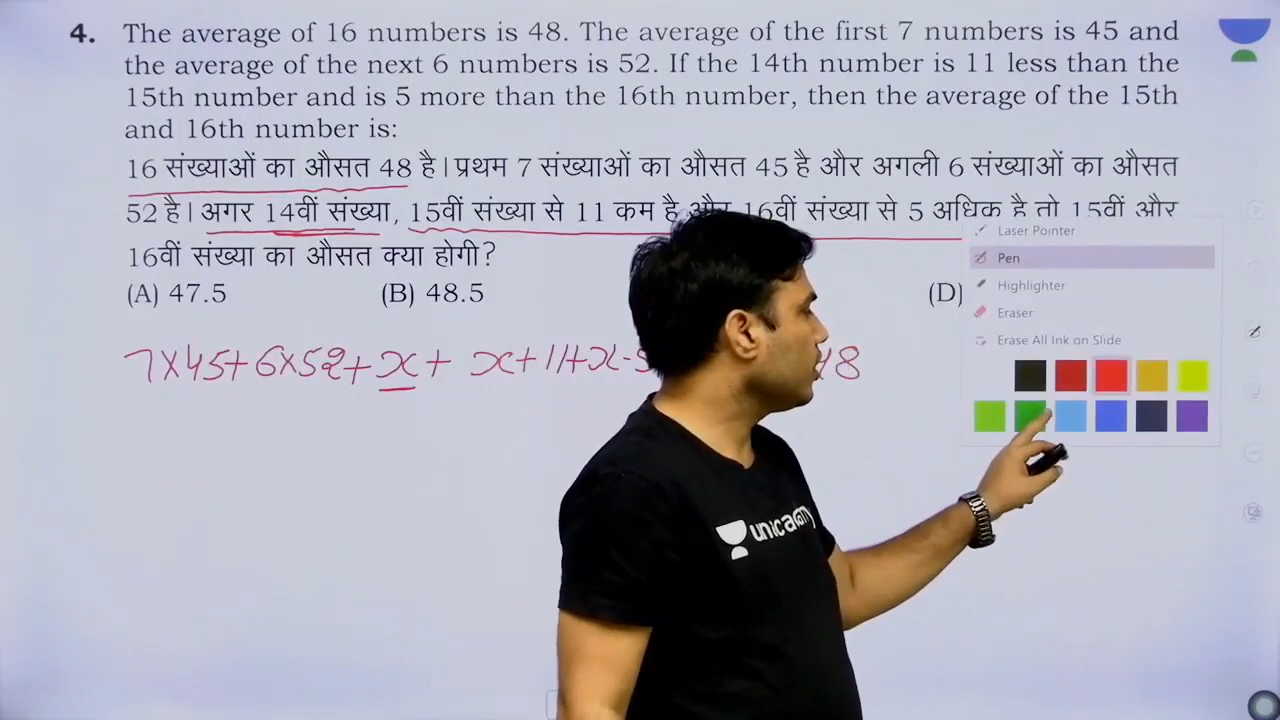 4. The average of 16 numbers is 48. The average of the first 7 numbers is 45 and
the average of the next 6 numbers is 52. If the 14th number is 11 less than the
15th number and is 5 more than the 16th number, then the average of the 15th
and 16th number is:
16 संख्याओं का औसत 48 है। प्रथम 7 संख्याओं का औसत 45 है और अगली 6 संख्याओं का औसत
52 है। अगर 14वीं संख्या, 15वीं संख्या से 11 कम है और 16वीं संख्या से 5 अधिक है तो 15वीं और
16वीं संख्या का औसत क्या होगी?
(A) 47.5 (B) 48.5 (D)
7×45+6×52+x+ x+11+x-5 48
Laser Pointer
Pen
Highlighter
Eraser
Erase All Ink on Slide
unacademy